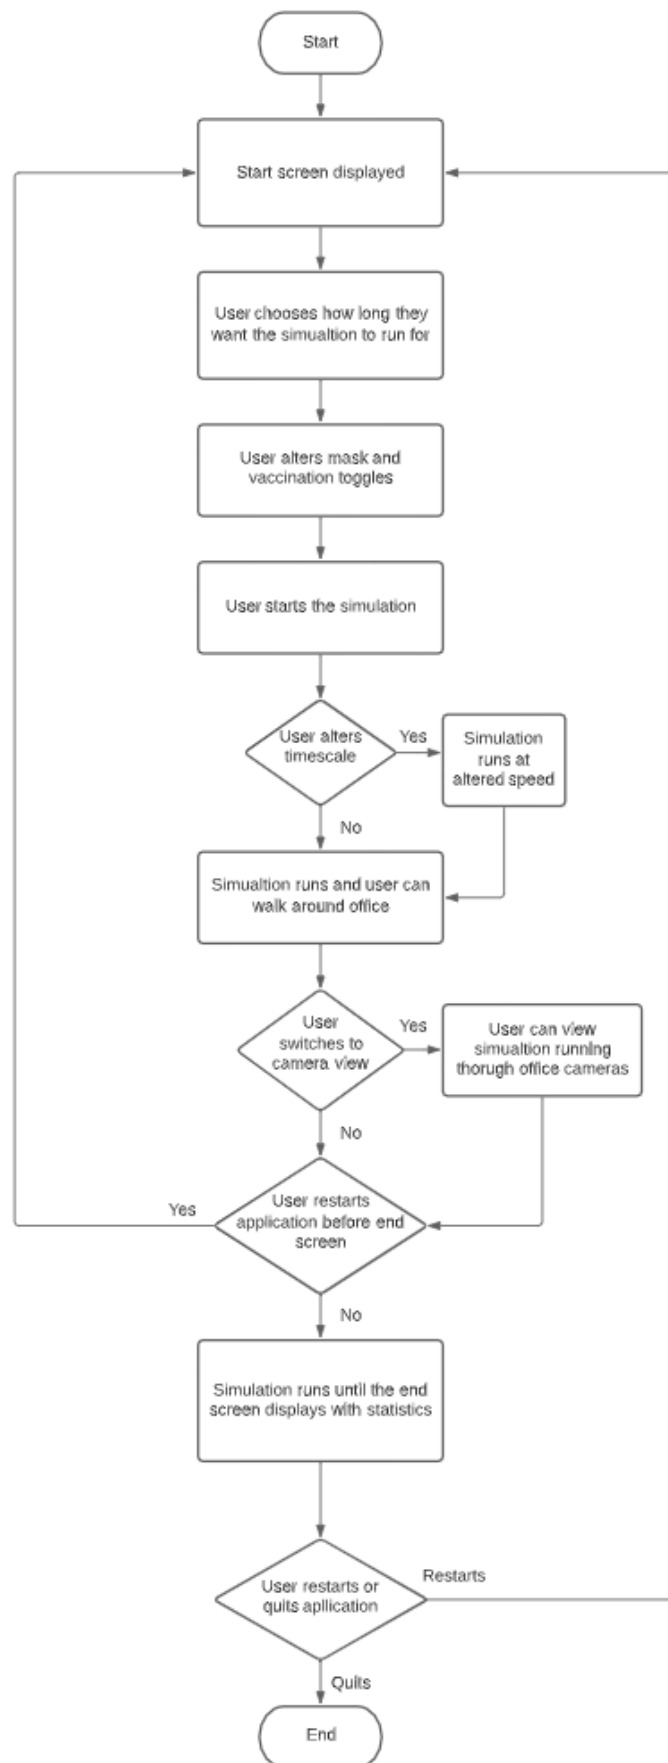 Start
Start screen displayed
User chooses how long they
want the simualtion to run for
User alters mask and
vaccination toggles
User starts the simulation
User alters
timescale
Yes
Simulation
runs at
altered speed
No
Simualtion runs and user can
walk around office
User
switches to
camera view
Yes
User can view
simualtion running
thorugh office cameras
No
User restarts
application before end
screen
Yes
No
Simulation runs until the end
screen displays with statistics
User restarts or
quits apllication
Restarts
Quits
End